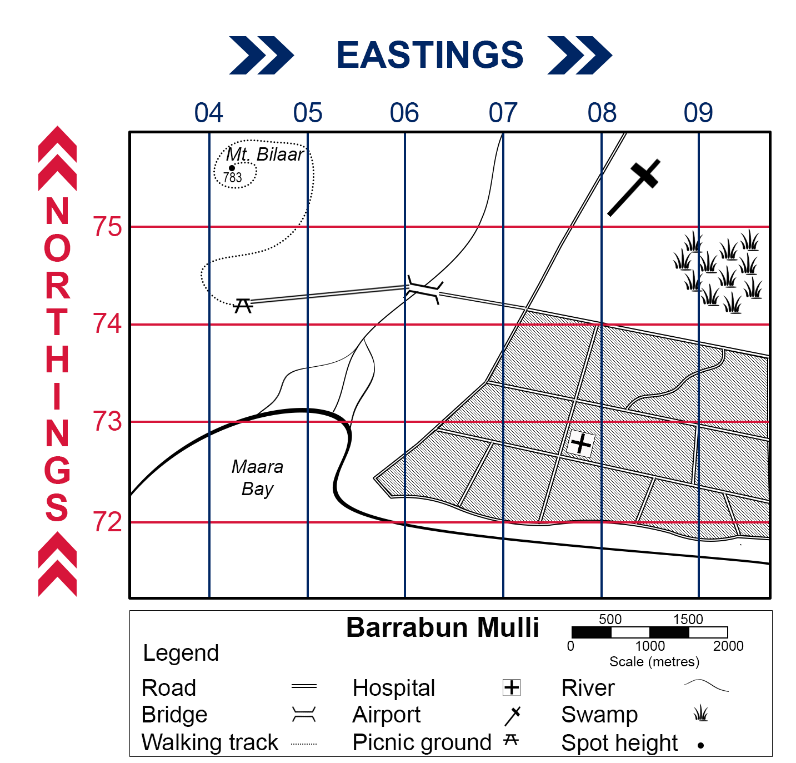 EASTINGS
04 05 06 07 08 09
NORTHINGS
Mt. Bilaar
783
75
74
73
Maara
Bay
72
Barrabun Mulli
500 1500
0 1000 2000
Scale (metres)
Legend
Road Hospital River
Bridge Airport Swamp
Walking track Picnic ground Spot height